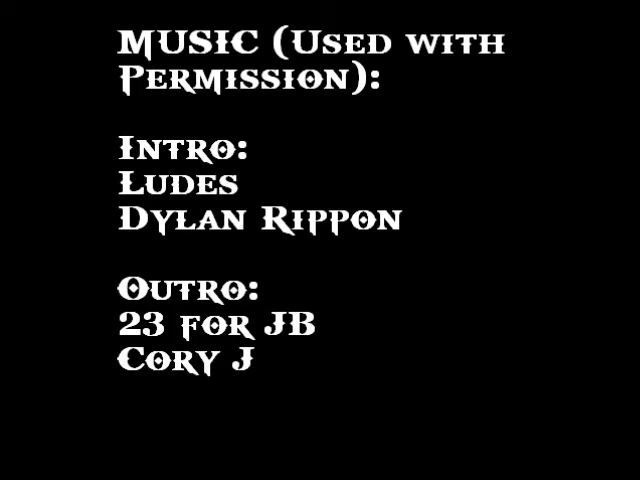 MUSIC (Used with
Permission):
Intro:
Ludes
Dylan Rippon
Outro:
23 for JB
Cory J